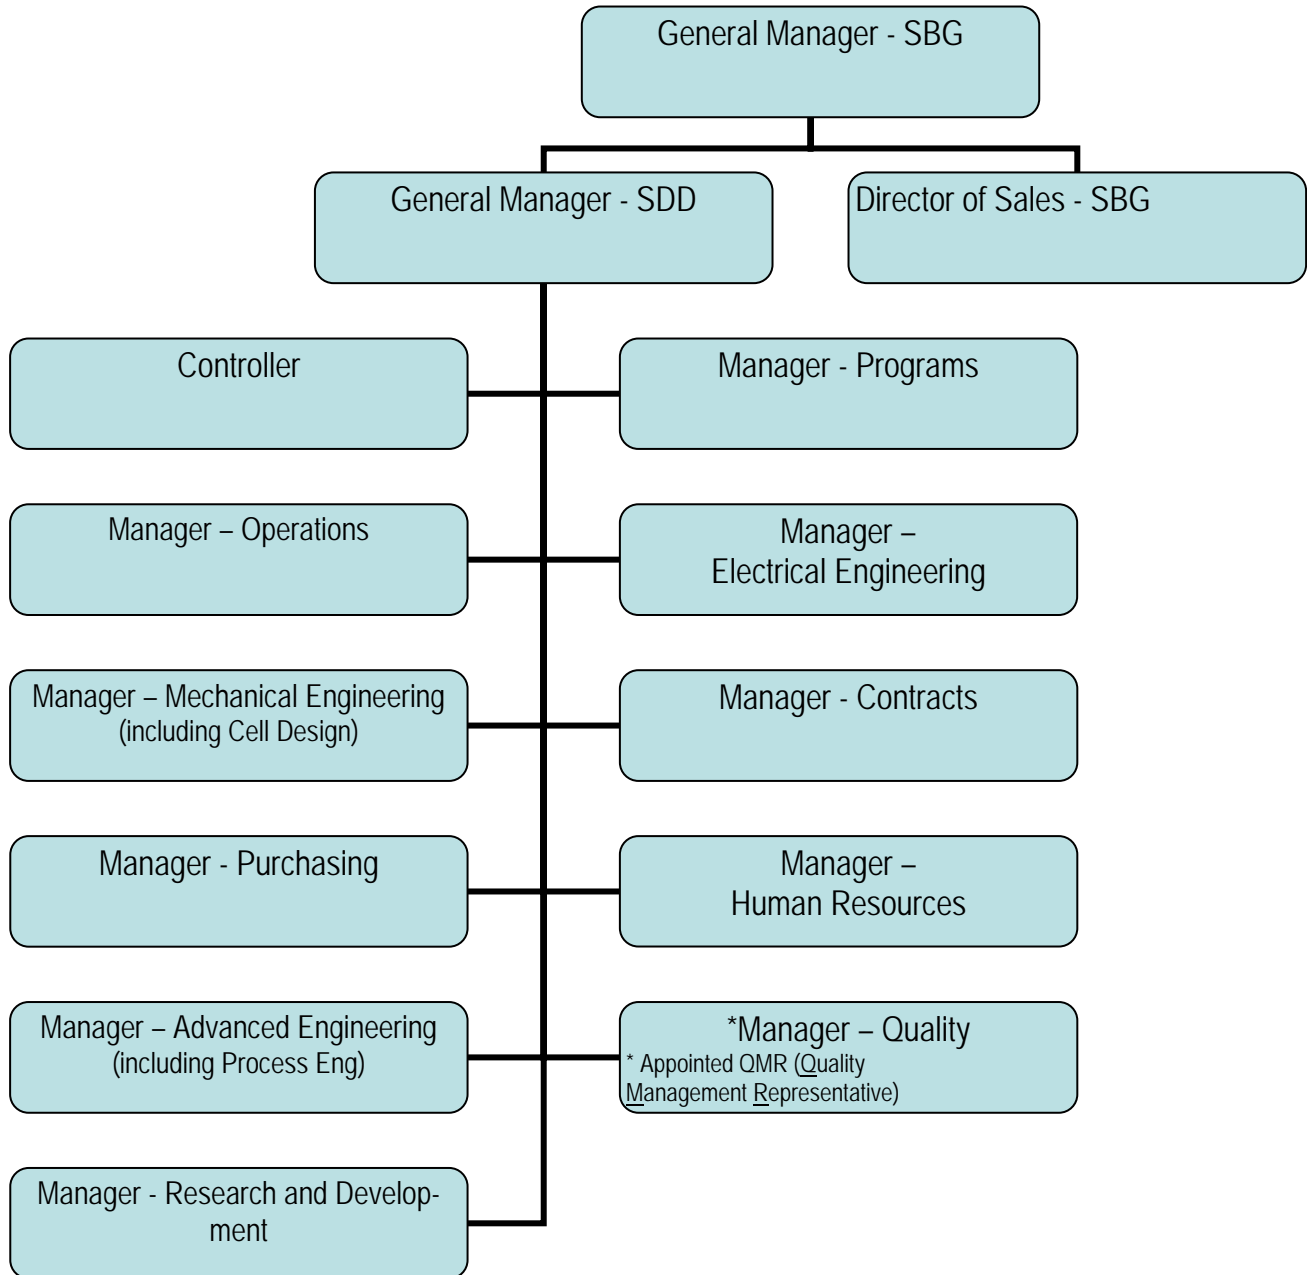 General Manager - SBG
General Manager - SDD
Director of Sales - SBG
Controller
Manager - Programs
Manager – Operations
Manager –
Electrical Engineering
Manager – Mechanical Engineering
(including Cell Design)
Manager - Contracts
Manager - Purchasing
Manager –
Human Resources
Manager – Advanced Engineering
(including Process Eng)
*Manager – Quality
* Appointed QMR (Quality
Management Representative)
Manager - Research and Develop-
ment